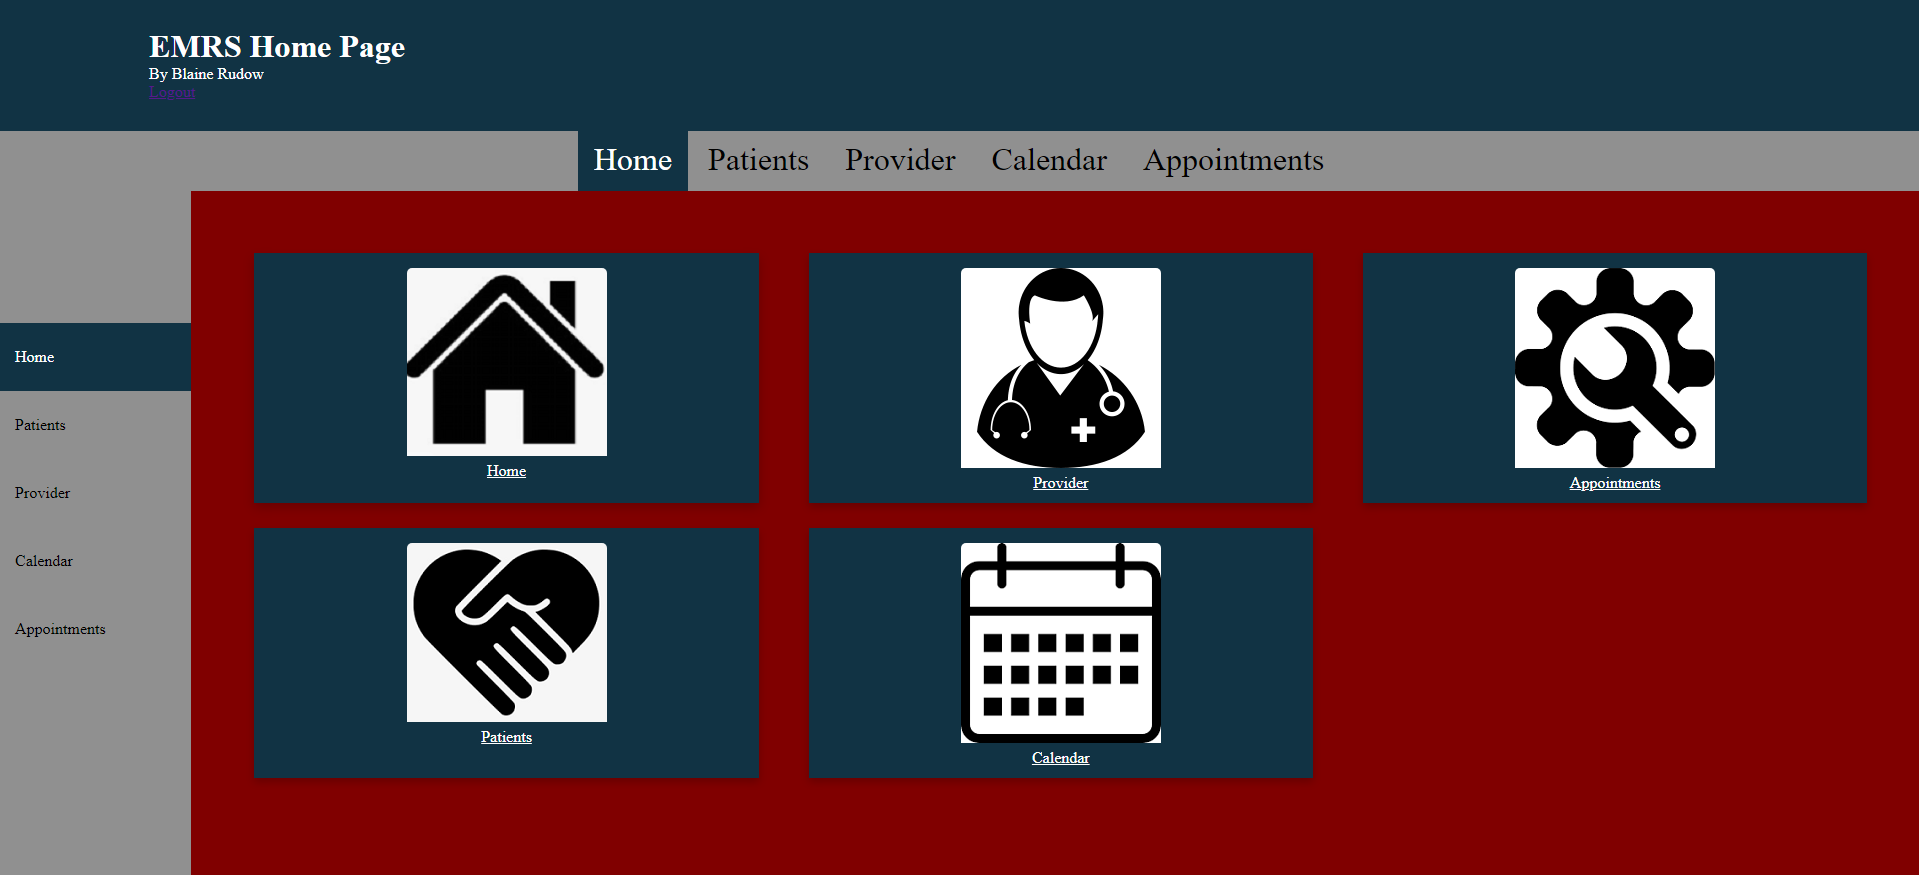 EMRS Home Page
By Blaine Rudow
Logout
Home Patients Provider Calendar Appointments
Home
Patients
Provider
Calendar
Appointments
Home
Provider
Appointments
Patients
Calendar